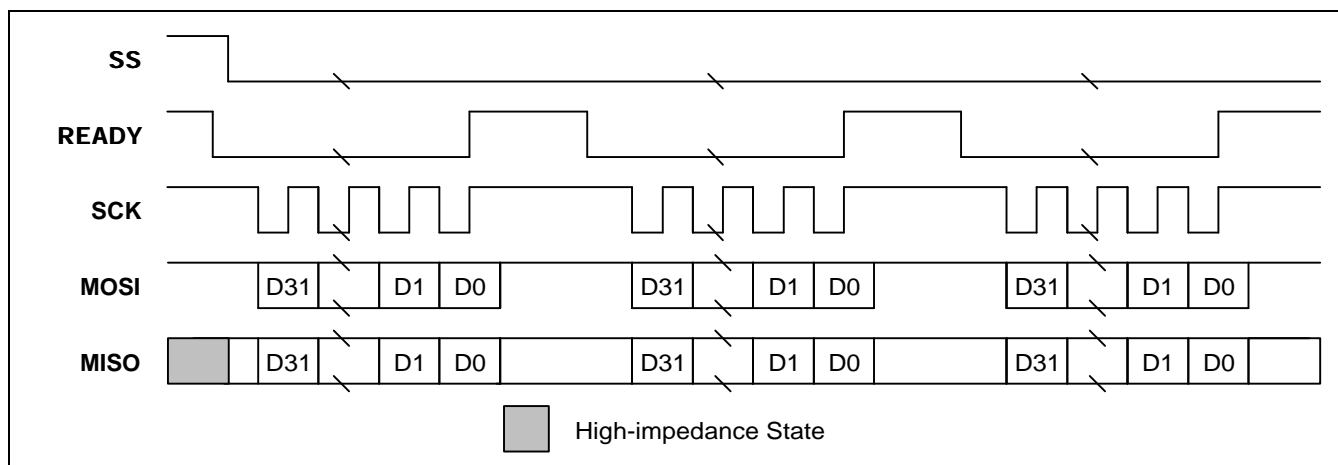 SS
READY
SCK
MOSI D31 D1 D0 D31 D1 D0 D31 D1 D0
MISO D31 D1 D0 D31 D1 D0 D31 D1 D0
High-impedance State